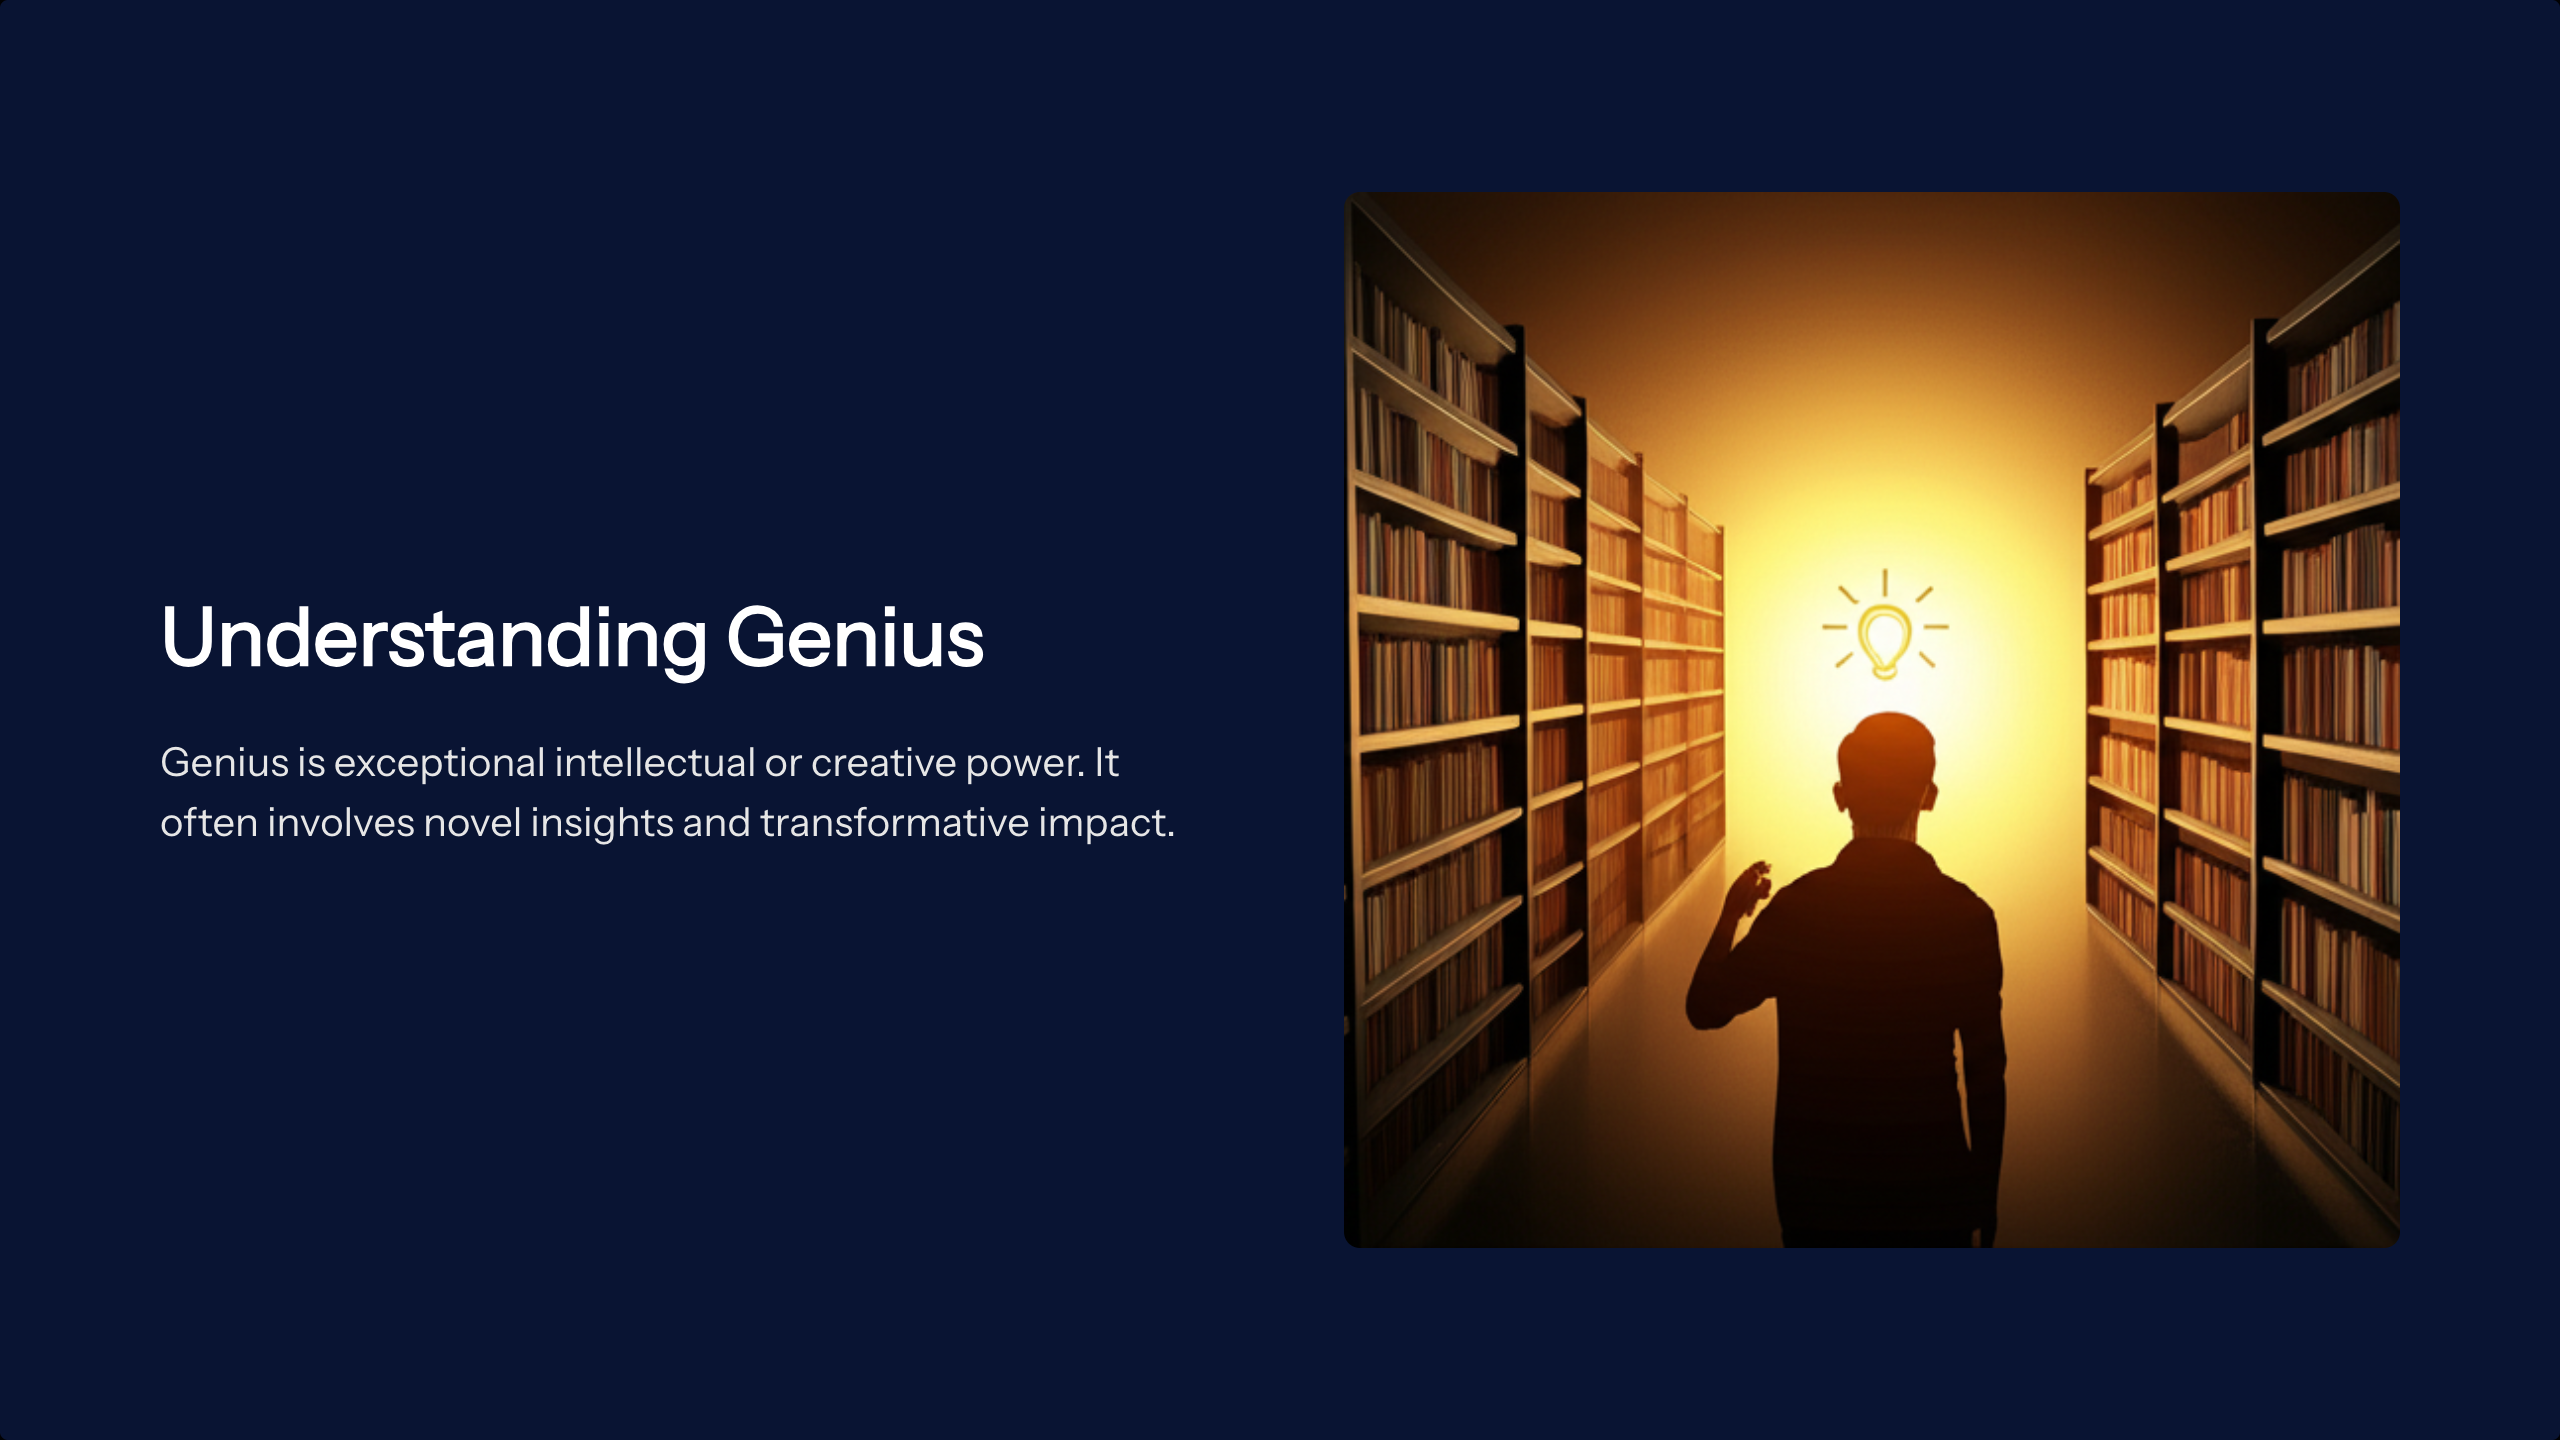 Understanding Genius
Genius is exceptional intellectual or creative power. It
often involves novel insights and transformative impact.